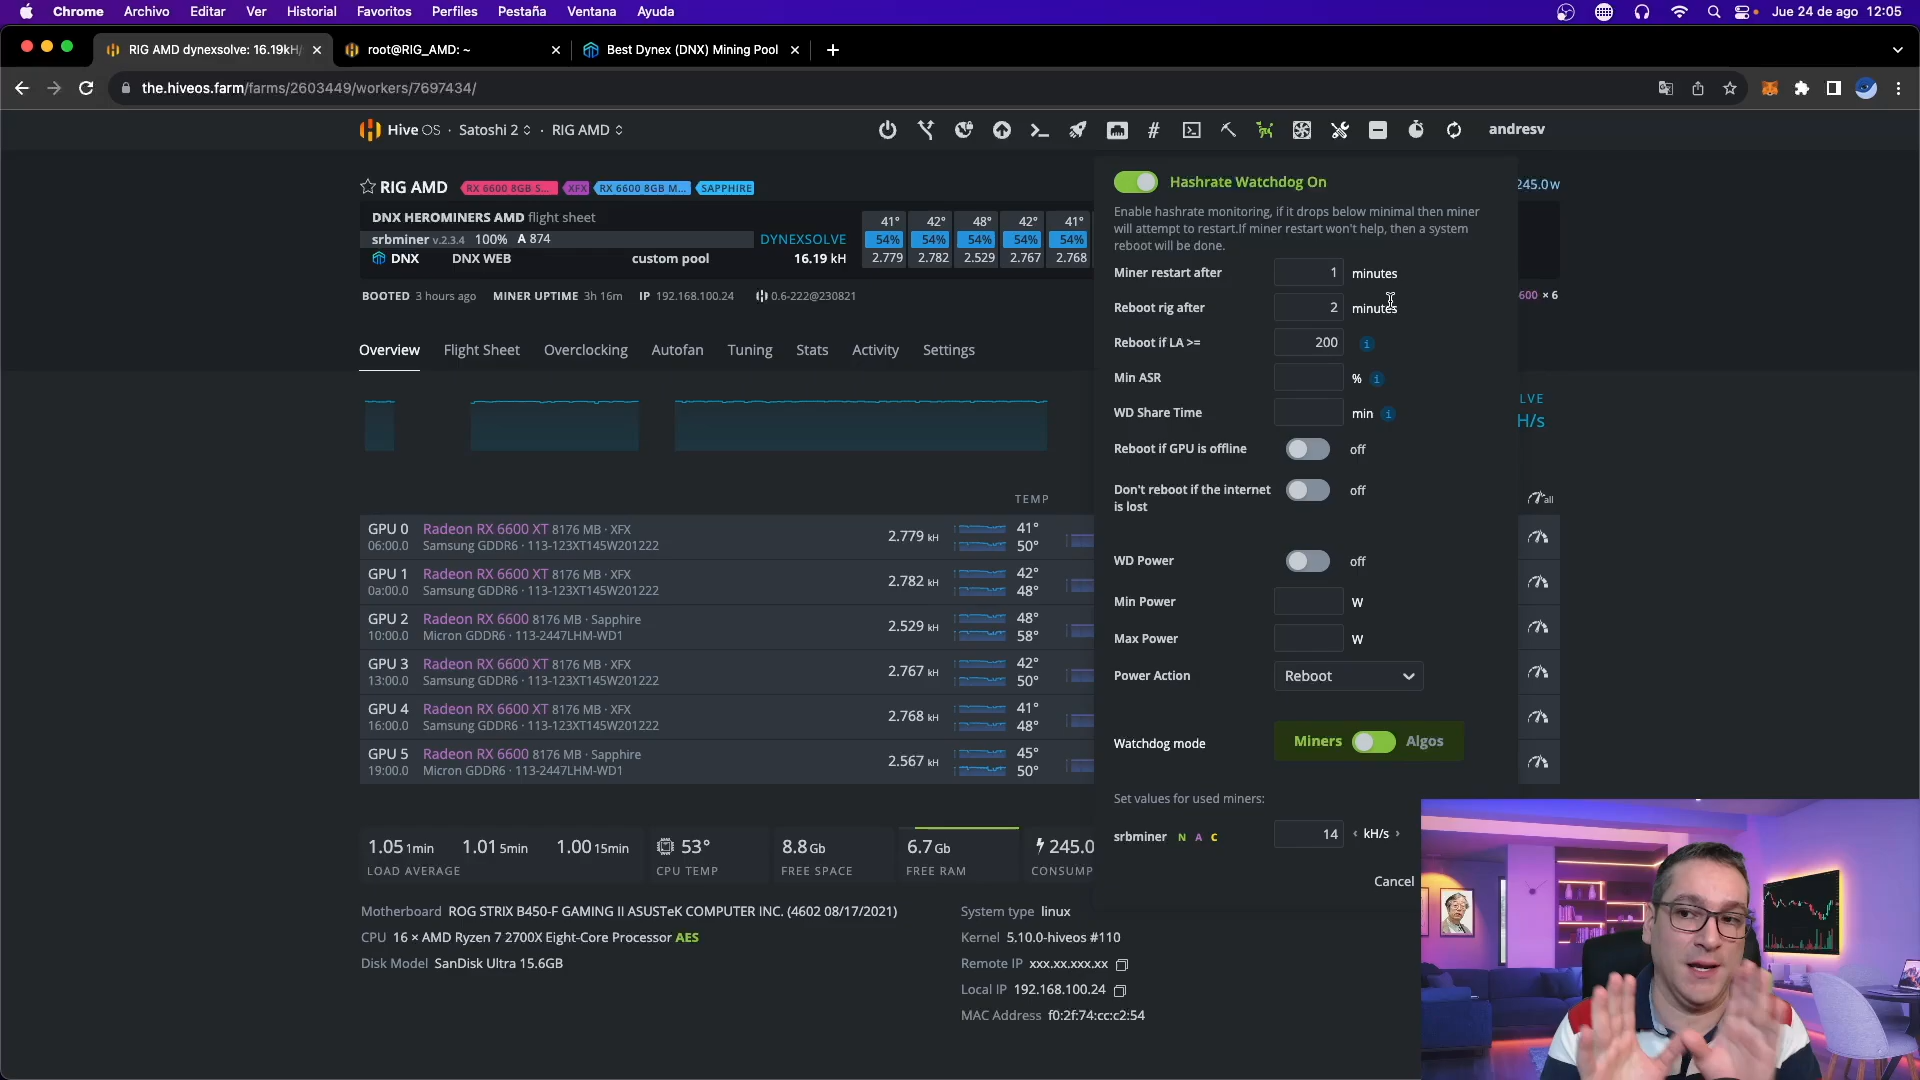 Chrome Archivo Editar Ver Historial Favoritos Perfiles Pestaña Ventana Ayuda Jue 24 de ago 12:05
RIG AMD dynexsolve: 16.19kH/ root@RIG_AMD: ~ Best Dynex (DNX) Mining Pool
the.hiveos.farm/farms/2603449/workers/7697434/
Hive OS · Satoshi 2 · RIG AMD andresv
RIG AMD RX 6600 8GB S... XFX RX 6600 8GB M... SAPPHIRE
DNX HEROMINERS AMD flight sheet
srbminer v.2.3.4 100% A 874 DYNEXSOLVE
DNX DNX WEB custom pool 16.19 kH
41° 42° 48° 42° 41°
54% 54% 54% 54% 54%
2.779 2.782 2.529 2.767 2.768
BOOTED 3 hours ago MINER UPTIME 3h 16m IP 192.168.100.24 0.6-222@230821
Overview Flight Sheet Overclocking Autofan Tuning Stats Activity Settings
TEMP
GPU 0 Radeon RX 6600 XT 8176 MB · XFX 2.779 kH 41°
06:00.0 Samsung GDDR6 · 113-123XT145W201222 50°
GPU 1 Radeon RX 6600 XT 8176 MB · XFX 2.782 kH 42°
0a:00.0 Samsung GDDR6 · 113-123XT145W201222 48°
GPU 2 Radeon RX 6600 8176 MB · Sapphire 2.529 kH 48°
10:00.0 Micron GDDR6 · 113-2447LHM-WD1 58°
GPU 3 Radeon RX 6600 XT 8176 MB · XFX 2.767 kH 42°
13:00.0 Samsung GDDR6 · 113-123XT145W201222 50°
GPU 4 Radeon RX 6600 XT 8176 MB · XFX 2.768 kH 41°
16:00.0 Samsung GDDR6 · 113-123XT145W201222 48°
GPU 5 Radeon RX 6600 8176 MB · Sapphire 2.567 kH 45°
19:00.0 Micron GDDR6 · 113-2447LHM-WD1 50°
1.05 1min 1.01 5min 1.00 15min 53° 8.8 Gb 6.7 Gb 245.0
LOAD AVERAGE CPU TEMP FREE SPACE FREE RAM CONSUMP
Motherboard ROG STRIX B450-F GAMING II ASUSTeK COMPUTER INC. (4602 08/17/2021)
CPU 16 × AMD Ryzen 7 2700X Eight-Core Processor AES
Disk Model SanDisk Ultra 15.6GB
System type linux
Kernel 5.10.0-hiveos #110
Remote IP xxx.xx.xxx.xx
Local IP 192.168.100.24
MAC Address f0:2f:74:cc:c2:54
Hashrate Watchdog On
Enable hashrate monitoring, if it drops below minimal then miner
will attempt to restart.If miner restart won't help, then a system
reboot will be done.
Miner restart after 1 minutes
Reboot rig after 2 minutes
Reboot if LA >= 200 i
Min ASR % i
WD Share Time min i
Reboot if GPU is offline off
Don't reboot if the internet off
is lost
WD Power off
Min Power W
Max Power W
Power Action Reboot
Watchdog mode Miners Algos
Set values for used miners:
srbminer N A C 14 kH/s
Cancel
245.0 W
600 × 6
LVE
H/s
all